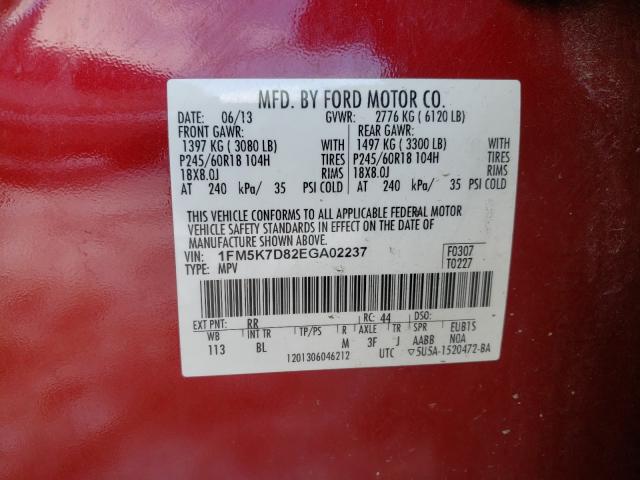 MFD. BY FORD MOTOR CO.
DATE: 06/13 GVWR: 2776 KG ( 6120 LB)
FRONT GAWR: REAR GAWR:
1397 KG ( 3080 LB) WITH 1497 KG ( 3300 LB) WITH
P245/60R18 104H TIRES P245/60R18 104H TIRES
18X8.0J RIMS 18X8.0J RIMS
AT 240 kPa/ 35 PSI COLD AT 240 kPa/ 35 PSI COLD
THIS VEHICLE CONFORMS TO ALL APPLICABLE FEDERAL MOTOR
VEHICLE SAFETY STANDARDS IN EFFECT ON THE DATE OF
MANUFACTURE SHOWN ABOVE.
VIN: 1FM5K7D82EGA02237 F0307
TYPE: MPV T0227
EXT PNT: RR RC: 44 DSO:
WB BRK INT TR TP/PS R AXLE TR SPR EUB1S
113 BL M 3F J AABB N0A
1201306046212 UTC ▽5U5A-1520472-BA